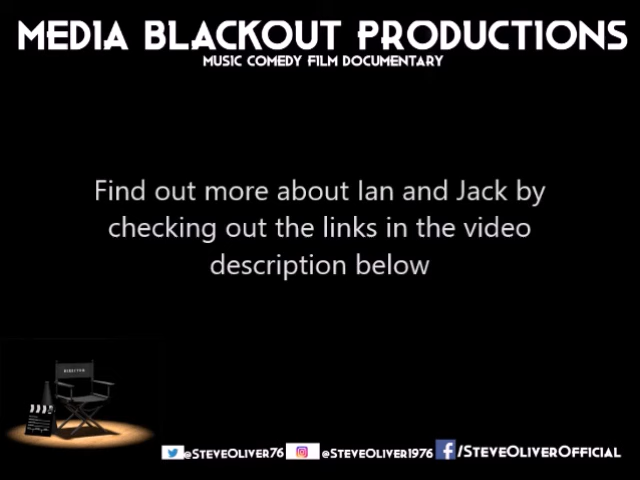 MEDIA BLACKOUT PRODUCTIONS
MUSIC COMEDY FILM DOCUMENTARY
Find out more about Ian and Jack by
checking out the links in the video
description below
DIRECTOR
@STEVEOLIVER76 @STEVEOLIVER1976 /STEVEOLIVEROFFICIAL